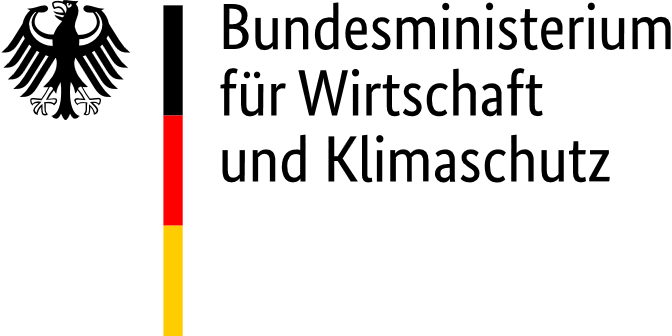 Bundesministerium
für Wirtschaft
und Klimaschutz